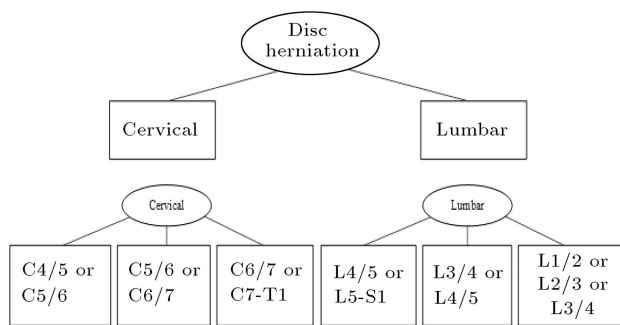 Disc
herniation
Cervical
Lumbar
Cervical
Lumbar
C4/5 or
C5/6
C5/6 or
C6/7
C6/7 or
C7-T1
L4/5 or
L5-S1
L3/4 or
L4/5
L1/2 or
L2/3 or
L3/4